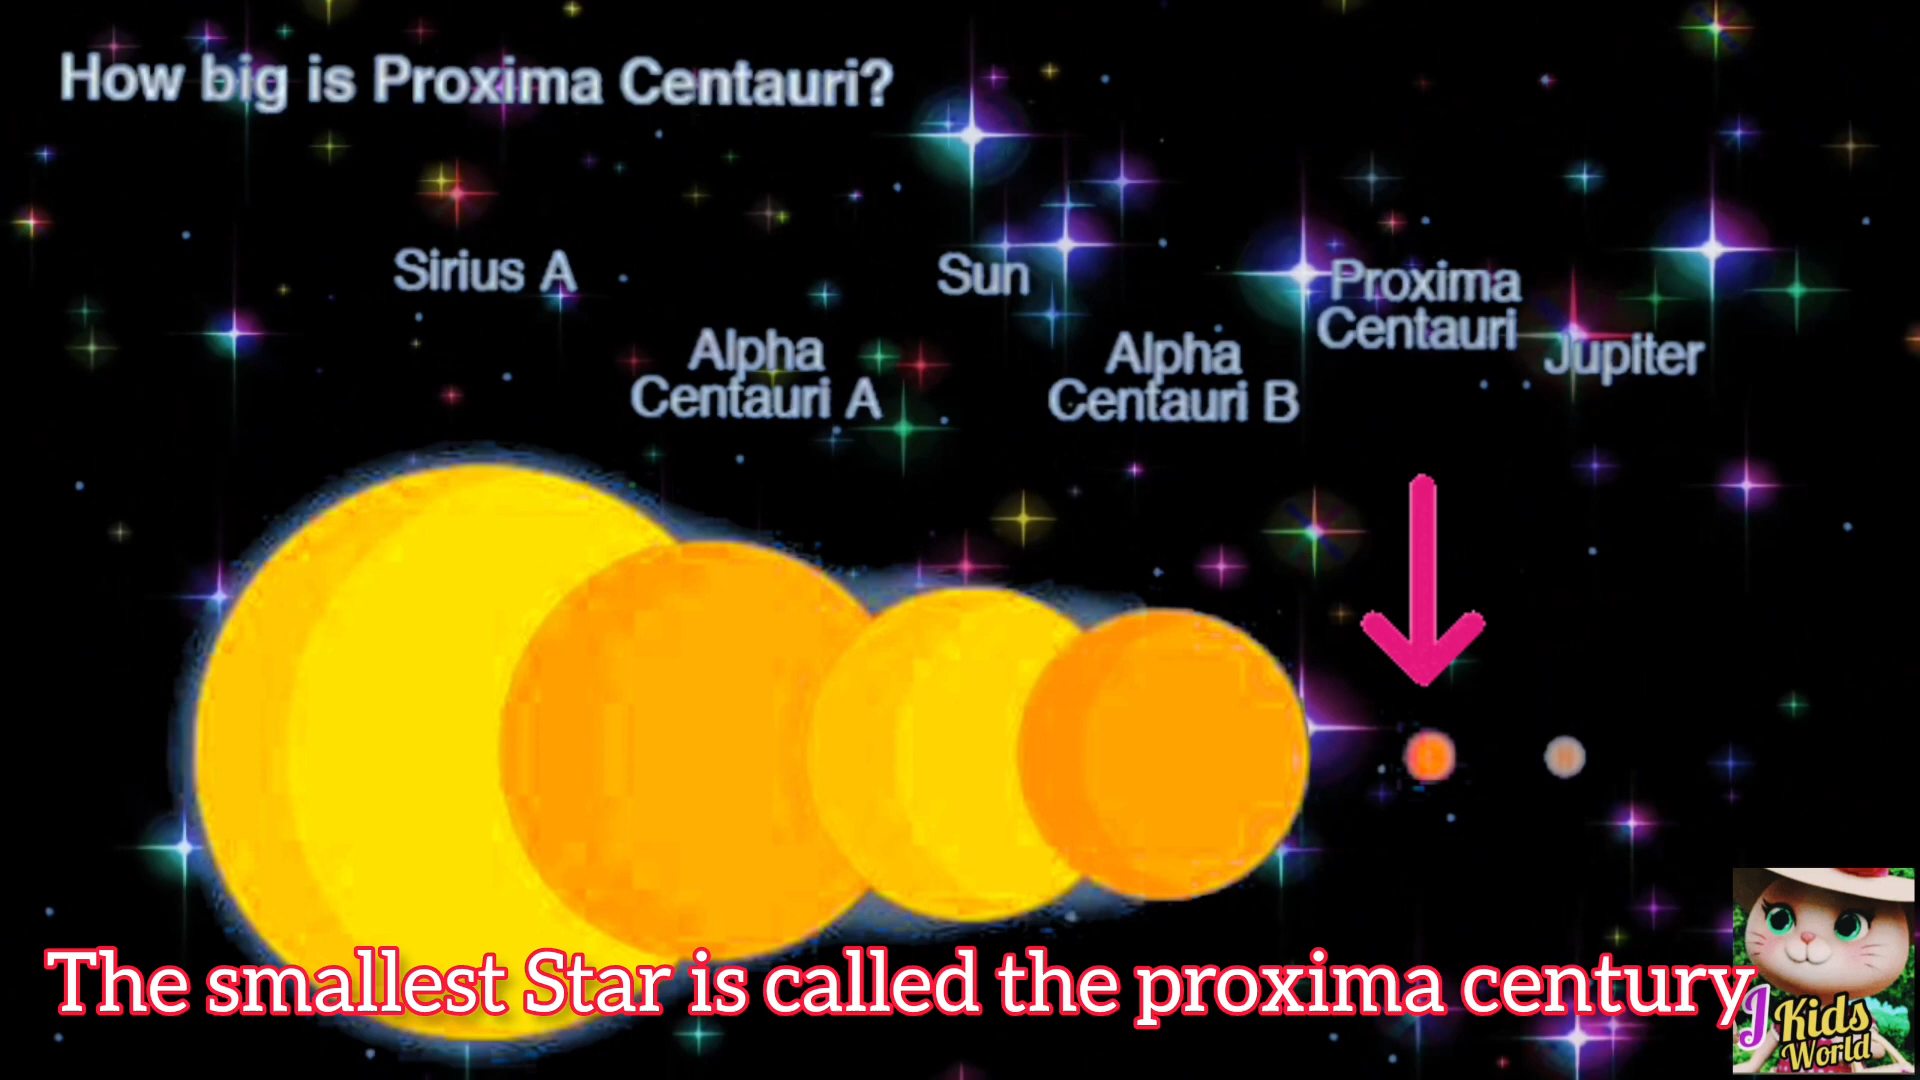 How big is Proxima Centauri?
Sirius A
Sun
Proxima
Centauri
Alpha
Centauri A
Alpha
Centauri B
Jupiter
The smallest Star is called the proxima century
J Kids
World